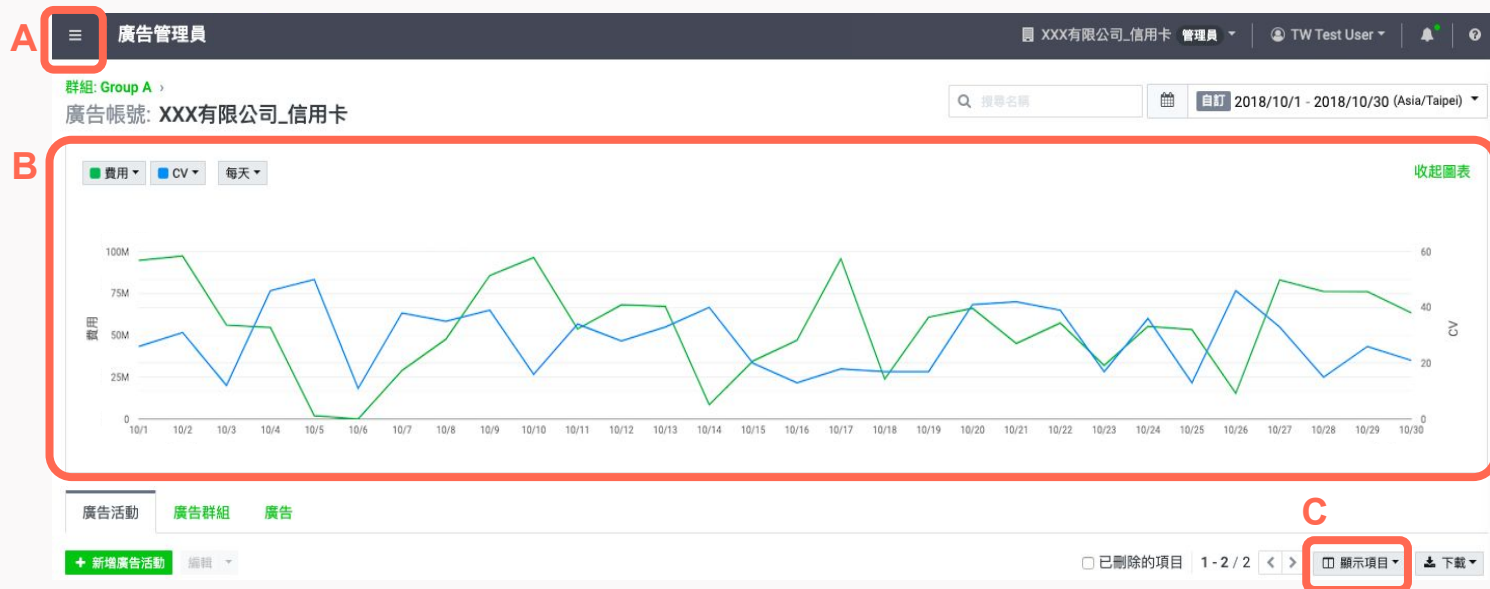 A
廣告管理員
XXX有限公司_信用卡 管理員
TW Test User
群組: Group A ›
廣告帳號: XXX有限公司_信用卡
搜尋名稱
自訂 2018/10/1 - 2018/10/30 (Asia/Taipei)
B
費用 CV 每天
收起圖表
100M
75M
50M
25M
0
費用
60
40
20
0
CV
10/1 10/2 10/3 10/4 10/5 10/6 10/7 10/8 10/9 10/10 10/11 10/12 10/13 10/14 10/15 10/16 10/17 10/18 10/19 10/20 10/21 10/22 10/23 10/24 10/25 10/26 10/27 10/28 10/29 10/30
廣告活動 廣告群組 廣告
C
+ 新增廣告活動 編輯
已刪除的項目 1 - 2 / 2 < > 顯示項目 下載